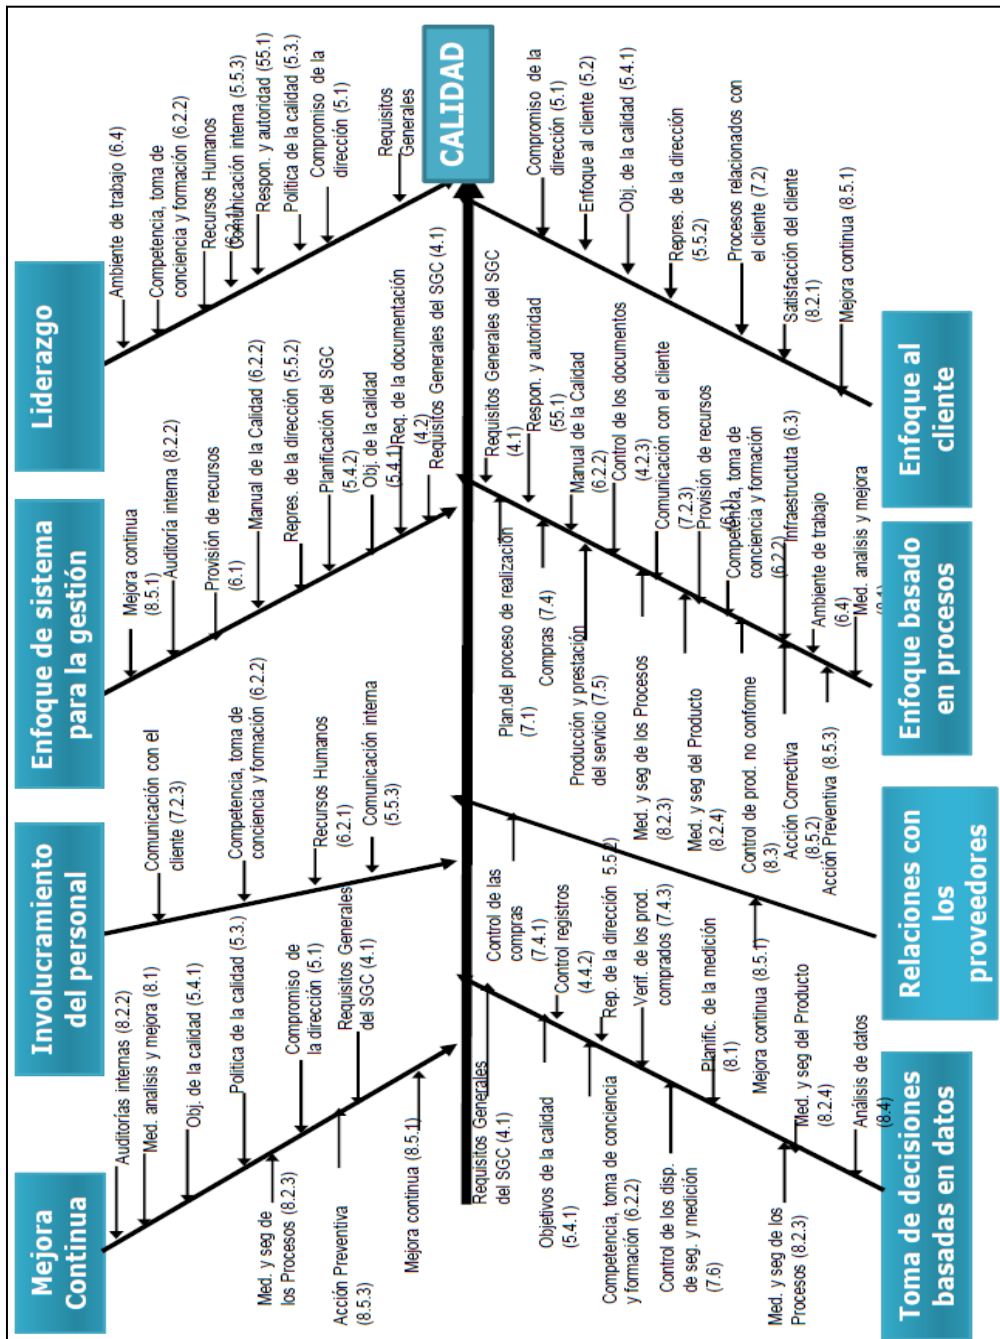 Mejora
Continua
Auditorías internas (8.2.2)
Med. analisis y mejora (8.1)
Obj. de la calidad (5.4.1)
Política de la calidad (5.3.)
Compromiso de
la dirección (5.1)
Requisitos Generales
del SGC (4.1)
Med. y seg de
los Procesos (8.2.3)
Acción Preventiva
(8.5.3)
Mejora continua (8.5.1)
Involucramiento
del personal
Comunicación con el
cliente (7.2.3)
Competencia, toma de
conciencia y formación (6.2.2)
Recursos Humanos
(6.2.1)
Comunicación interna
(5.5.3)
Enfoque de sistema
para la gestión
Mejora continua
(8.5.1)
Auditoría interna (8.2.2)
Provisión de recursos
(6.1)
Manual de la Calidad (6.2.2)
Repres. de la dirección (5.5.2)
Planificación del SGC
(5.4.2)
Obj. de la calidad
(5.4.1)
Req. de la documentación
(4.2)
Requisitos Generales del SGC (4.1)
Liderazgo
Ambiente de trabajo (6.4)
Competencia, toma de
conciencia y formación (6.2.2)
Recursos Humanos
(6.2.1)
Comunicación interna (5.5.3)
Respon. y autoridad (55.1)
Política de la calidad (5.3.)
Compromiso de la
dirección (5.1)
Requisitos
Generales
CALIDAD
Requisitos Generales
del SGC (4.1)
Objetivos de la calidad
(5.4.1)
Competencia, toma de conciencia
y formación (6.2.2)
Control de los disp.
de seg. y medición
(7.6)
Med. y seg de los
Procesos (8.2.3)
Control registros
(4.4.2)
Rep. de la dirección 5.5.2)
Verif. de los prod.
comprados (7.4.3)
Planific. de la medición
(8.1)
Med. y seg del Producto
(8.2.4)
Análisis de datos
(8.4)
Toma de decisiones
basadas en datos
Control de las
compras
(7.4.1)
Mejora continua (8.5.1)
Relaciones con
los
proveedores
Plan.del proceso de realización
(7.1)
Compras (7.4)
Producción y prestación
del servicio (7.5)
Med. y seg de los Procesos
(8.2.3)
Med. y seg del Producto
(8.2.4)
Control de prod. no conforme
(8.3)
Acción Correctiva
(8.5.2)
Acción Preventiva (8.5.3)
Requisitos Generales del SGC
(4.1)
Respon. y autoridad
(55.1)
Manual de la Calidad
(6.2.2)
Control de los documentos
(4.2.3)
Comunicación con el cliente
(7.2.3)
Provisión de recursos
(6.1)
Competencia, toma de
conciencia y formación
(6.2.2)
Infraestructuta (6.3)
Ambiente de trabajo
(6.4)
Med. analisis y mejora
Enfoque basado
en procesos
Compromiso de la
dirección (5.1)
Enfoque al cliente (5.2)
Obj. de la calidad (5.4.1)
Repres. de la dirección
(5.5.2)
Procesos relacionados con
el cliente (7.2)
Satisfacción del cliente
(8.2.1)
Mejora continua (8.5.1)
Enfoque al
cliente